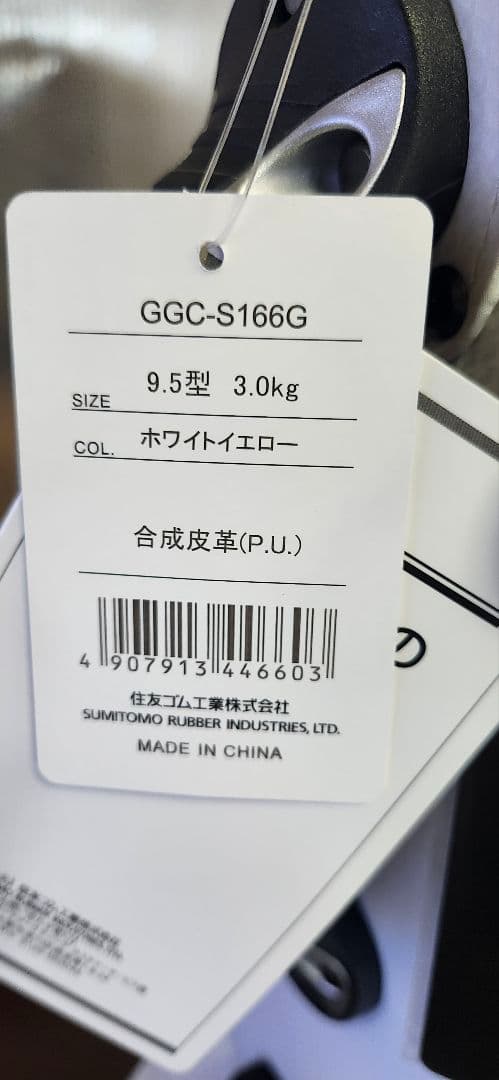 GGC-S166G
SIZE 9.5型 3.0kg
COL. ホワイトイエロー
合成皮革(P.U.)
4 907913 446603
住友ゴム工業株式会社
SUMITOMO RUBBER INDUSTRIES, LTD.
MADE IN CHINA
の